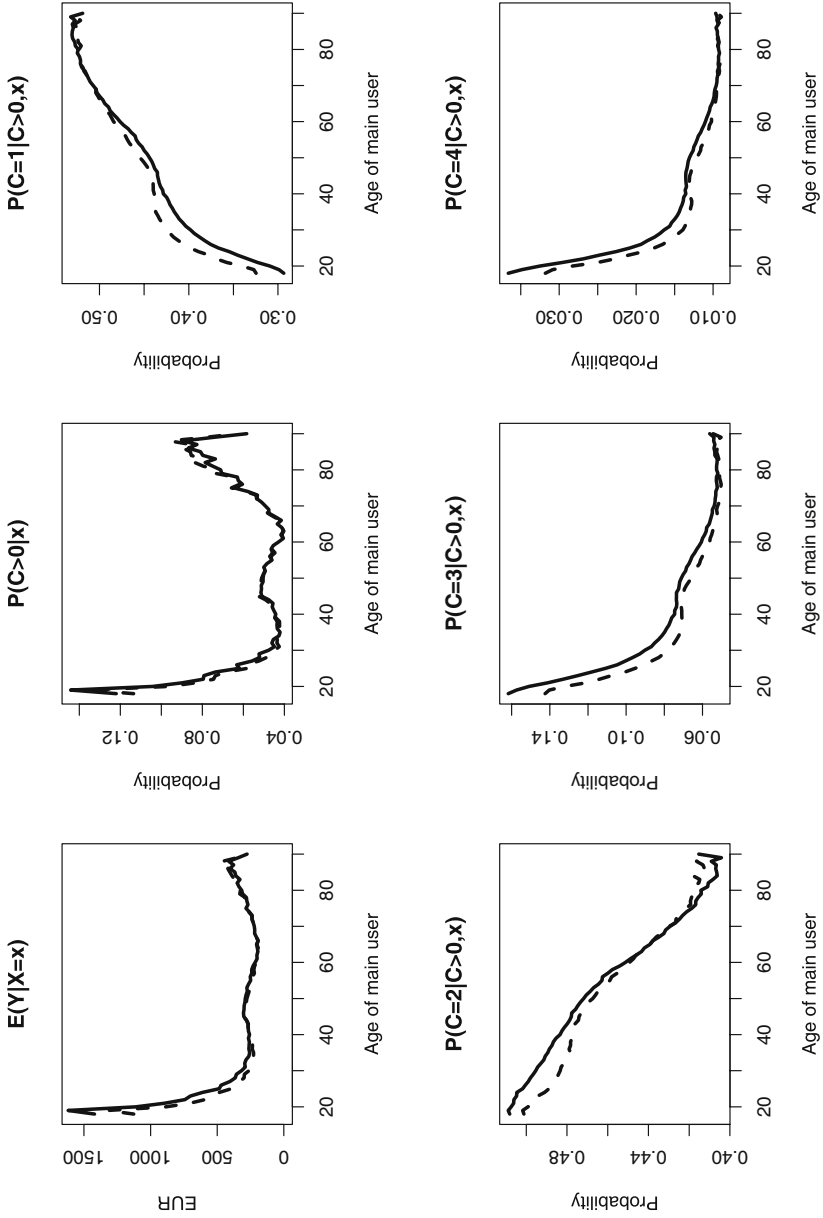 E(Y|X=x)
EUR
0 500 1000 1500
20 40 60 80
Age of main user
P(C>0|x)
Probability
0.04 0.08 0.12
20 40 60 80
Age of main user
P(C=1|C>0,x)
Probability
0.30 0.40 0.50
20 40 60 80
Age of main user
P(C=2|C>0,x)
Probability
0.40 0.44 0.48
20 40 60 80
Age of main user
P(C=3|C>0,x)
Probability
0.06 0.10 0.14
20 40 60 80
Age of main user
P(C=4|C>0,x)
Probability
0.010 0.020 0.030
20 40 60 80
Age of main user